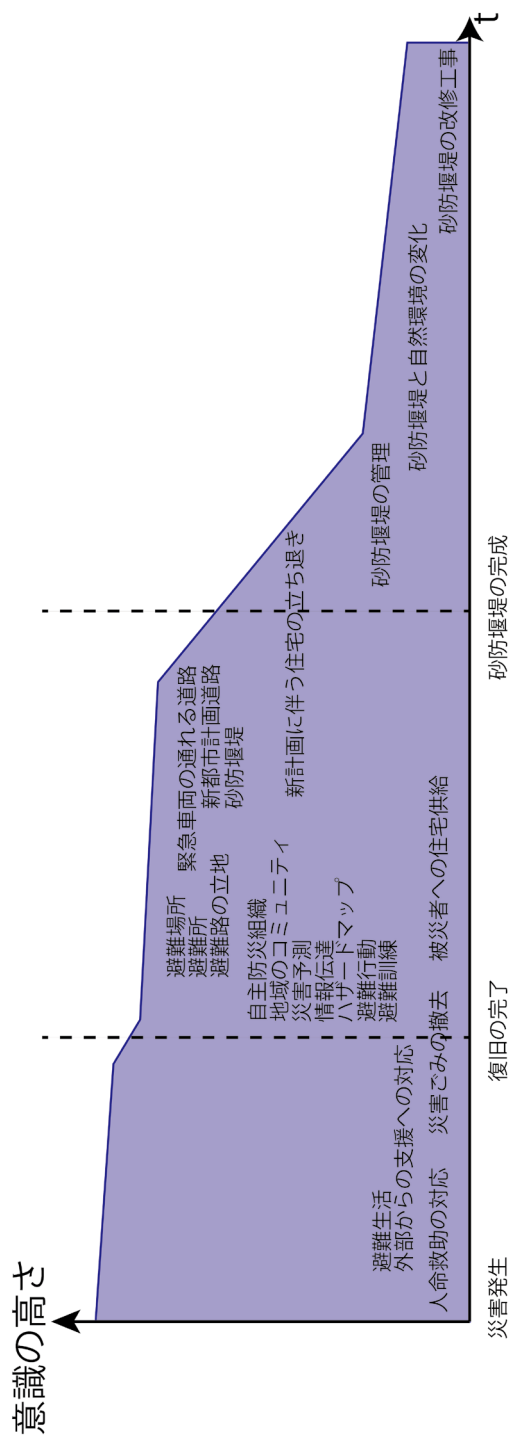 意識の高さ
避難場所
避難所
避難路の立地
緊急車両の通れる道路
新都市計画道路
砂防堰堤
自主防災組織
地域のコミュニティ
災害予測
情報伝達
ハザードマップ
避難行動
避難訓練
新計画に伴う住宅の立ち退き
避難生活
外部からの支援への対応
人命救助の対応
災害ごみの撤去
被災者への住宅供給
砂防堰堤の管理
砂防堰堤と自然環境の変化
砂防堰堤の改修工事
t
災害発生
復旧の完了
砂防堰堤の完成